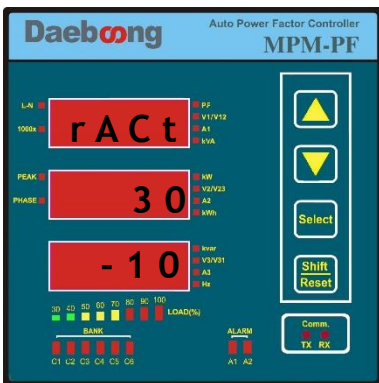 Daeboong
Auto Power Factor Controller
MPM-PF
L-N
1000x
rACt
PF
V1/V12
A1
kVA
PEAK
PHASE
30
kW
V2/V23
A2
kWh
-10
kvar
V3/V31
A3
Hz
Select
Shift
Reset
30 40 50 60 70 80 90 100 LOAD(%)
BANK
C1 C2 C3 C4 C5 C6
ALARM
A1 A2
Comm.
TX RX